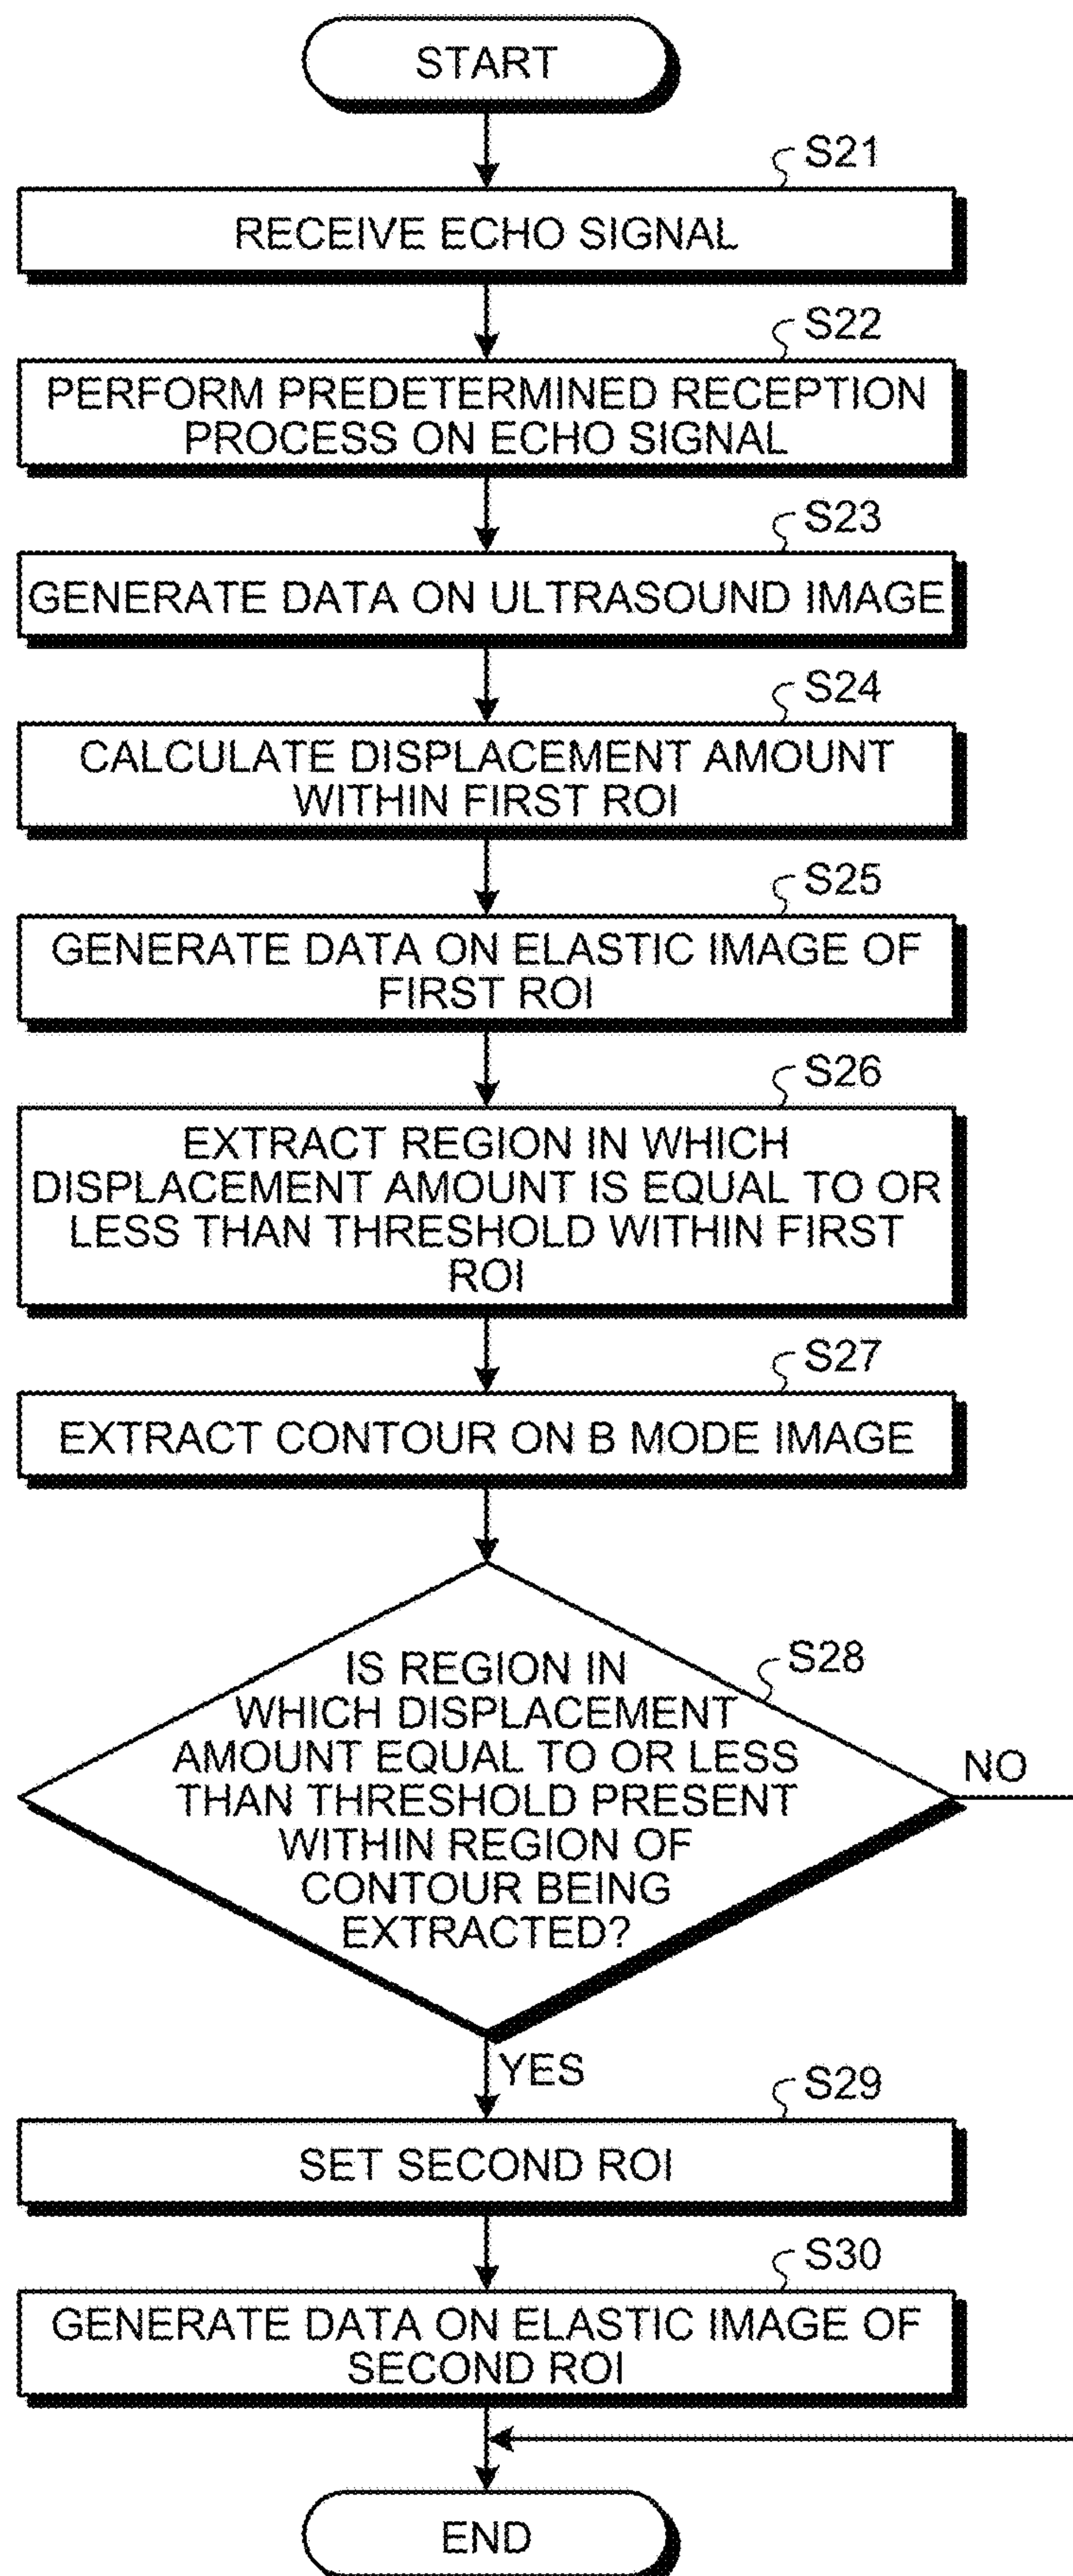 START
S21
RECEIVE ECHO SIGNAL
S22
PERFORM PREDETERMINED RECEPTION
PROCESS ON ECHO SIGNAL
S23
GENERATE DATA ON ULTRASOUND IMAGE
S24
CALCULATE DISPLACEMENT AMOUNT
WITHIN FIRST ROI
S25
GENERATE DATA ON ELASTIC IMAGE OF
FIRST ROI
S26
EXTRACT REGION IN WHICH
DISPLACEMENT AMOUNT IS EQUAL TO OR
LESS THAN THRESHOLD WITHIN FIRST
ROI
S27
EXTRACT CONTOUR ON B MODE IMAGE
S28
IS REGION IN
WHICH DISPLACEMENT
AMOUNT EQUAL TO OR LESS
THAN THRESHOLD PRESENT
WITHIN REGION OF
CONTOUR BEING
EXTRACTED?
NO
YES
S29
SET SECOND ROI
S30
GENERATE DATA ON ELASTIC IMAGE OF
SECOND ROI
END